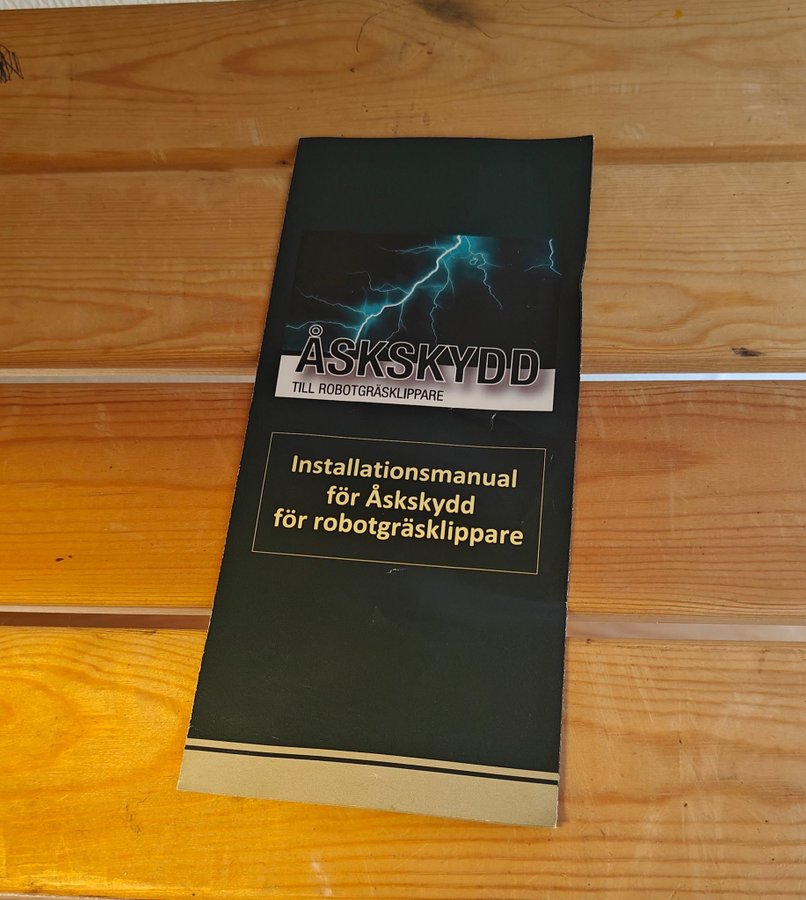 ÅSKSKYDD
TILL ROBOTGRÄSKLIPPARE
Installationsmanual
för Åskskydd
för robotgräsklippare